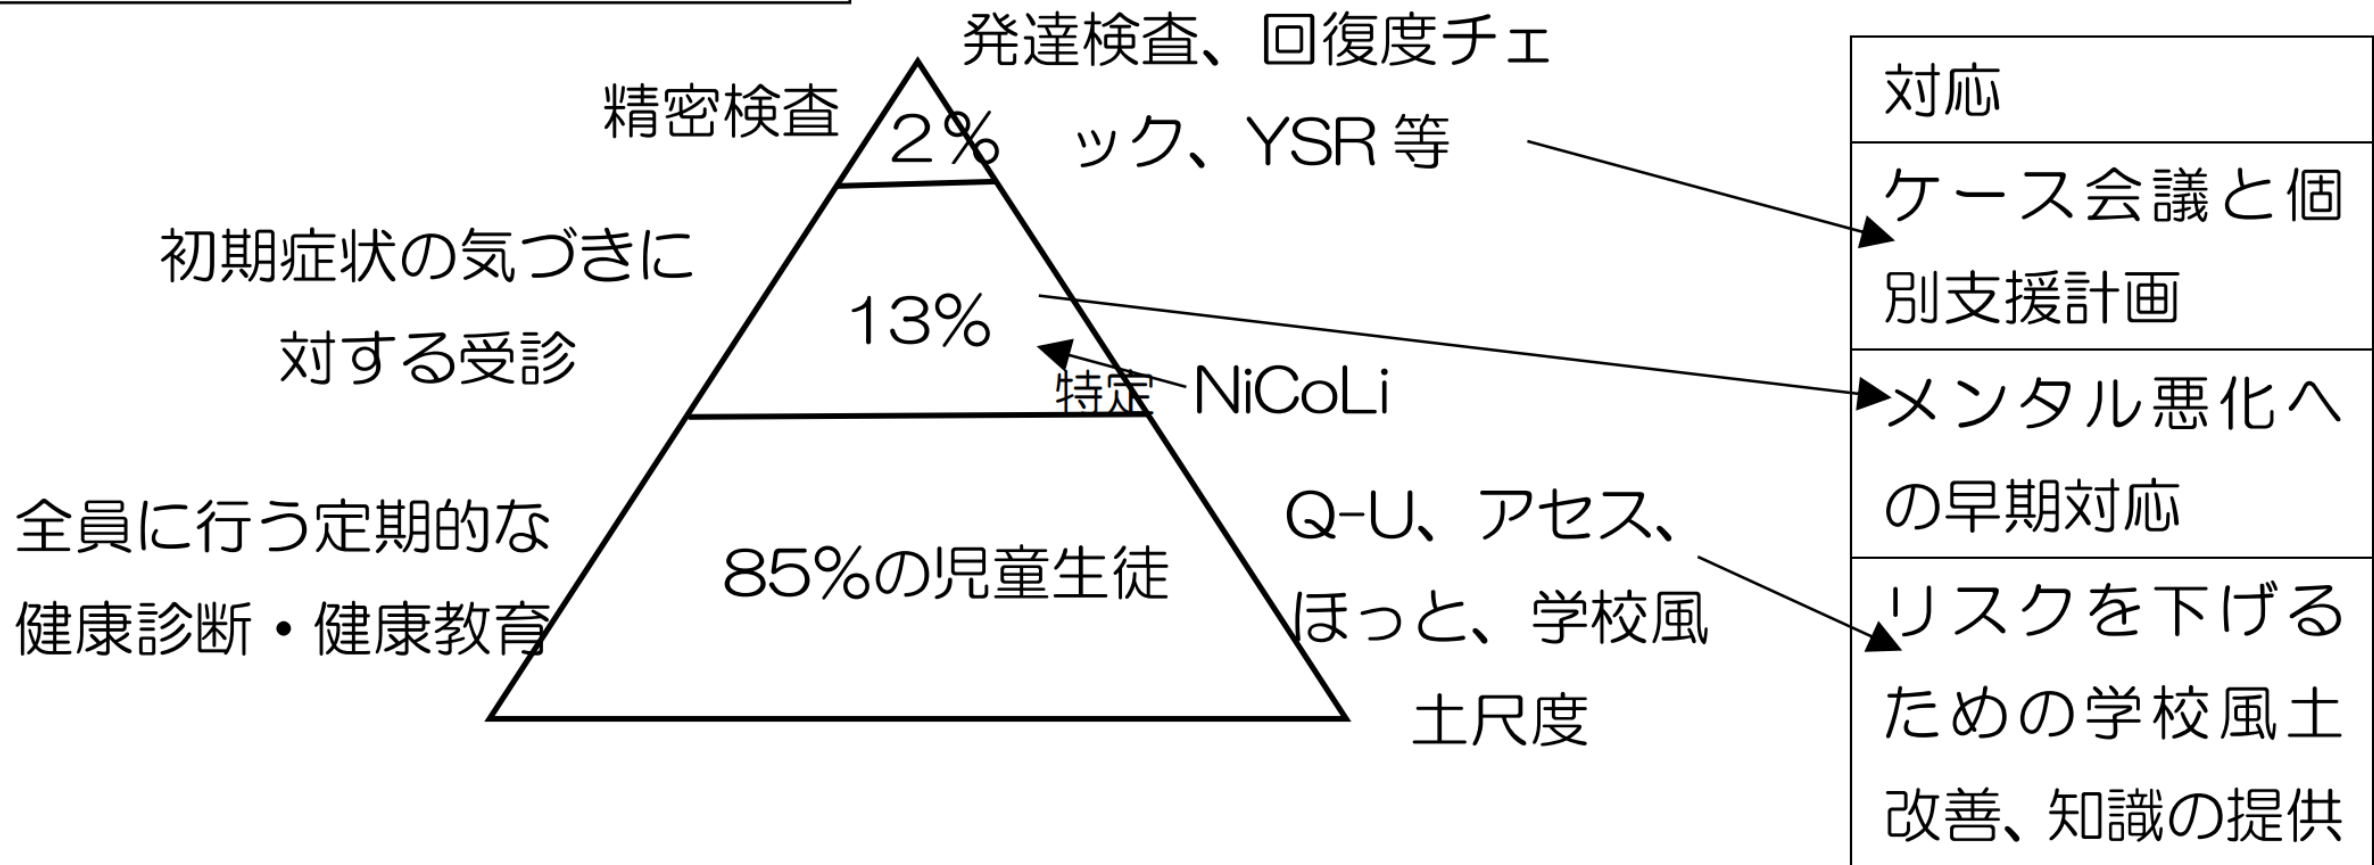 発達検査、回復度チェ
ック、YSR 等
精密検査
2%
初期症状の気づきに
対する受診
13%
特定
NiCoLi
全員に行う定期的な
健康診断・健康教育
85%の児童生徒
Q-U、アセス、
ほっと、学校風
土尺度
対応
ケース会議と個
別支援計画
メンタル悪化へ
の早期対応
リスクを下げる
ための学校風土
改善、知識の提供